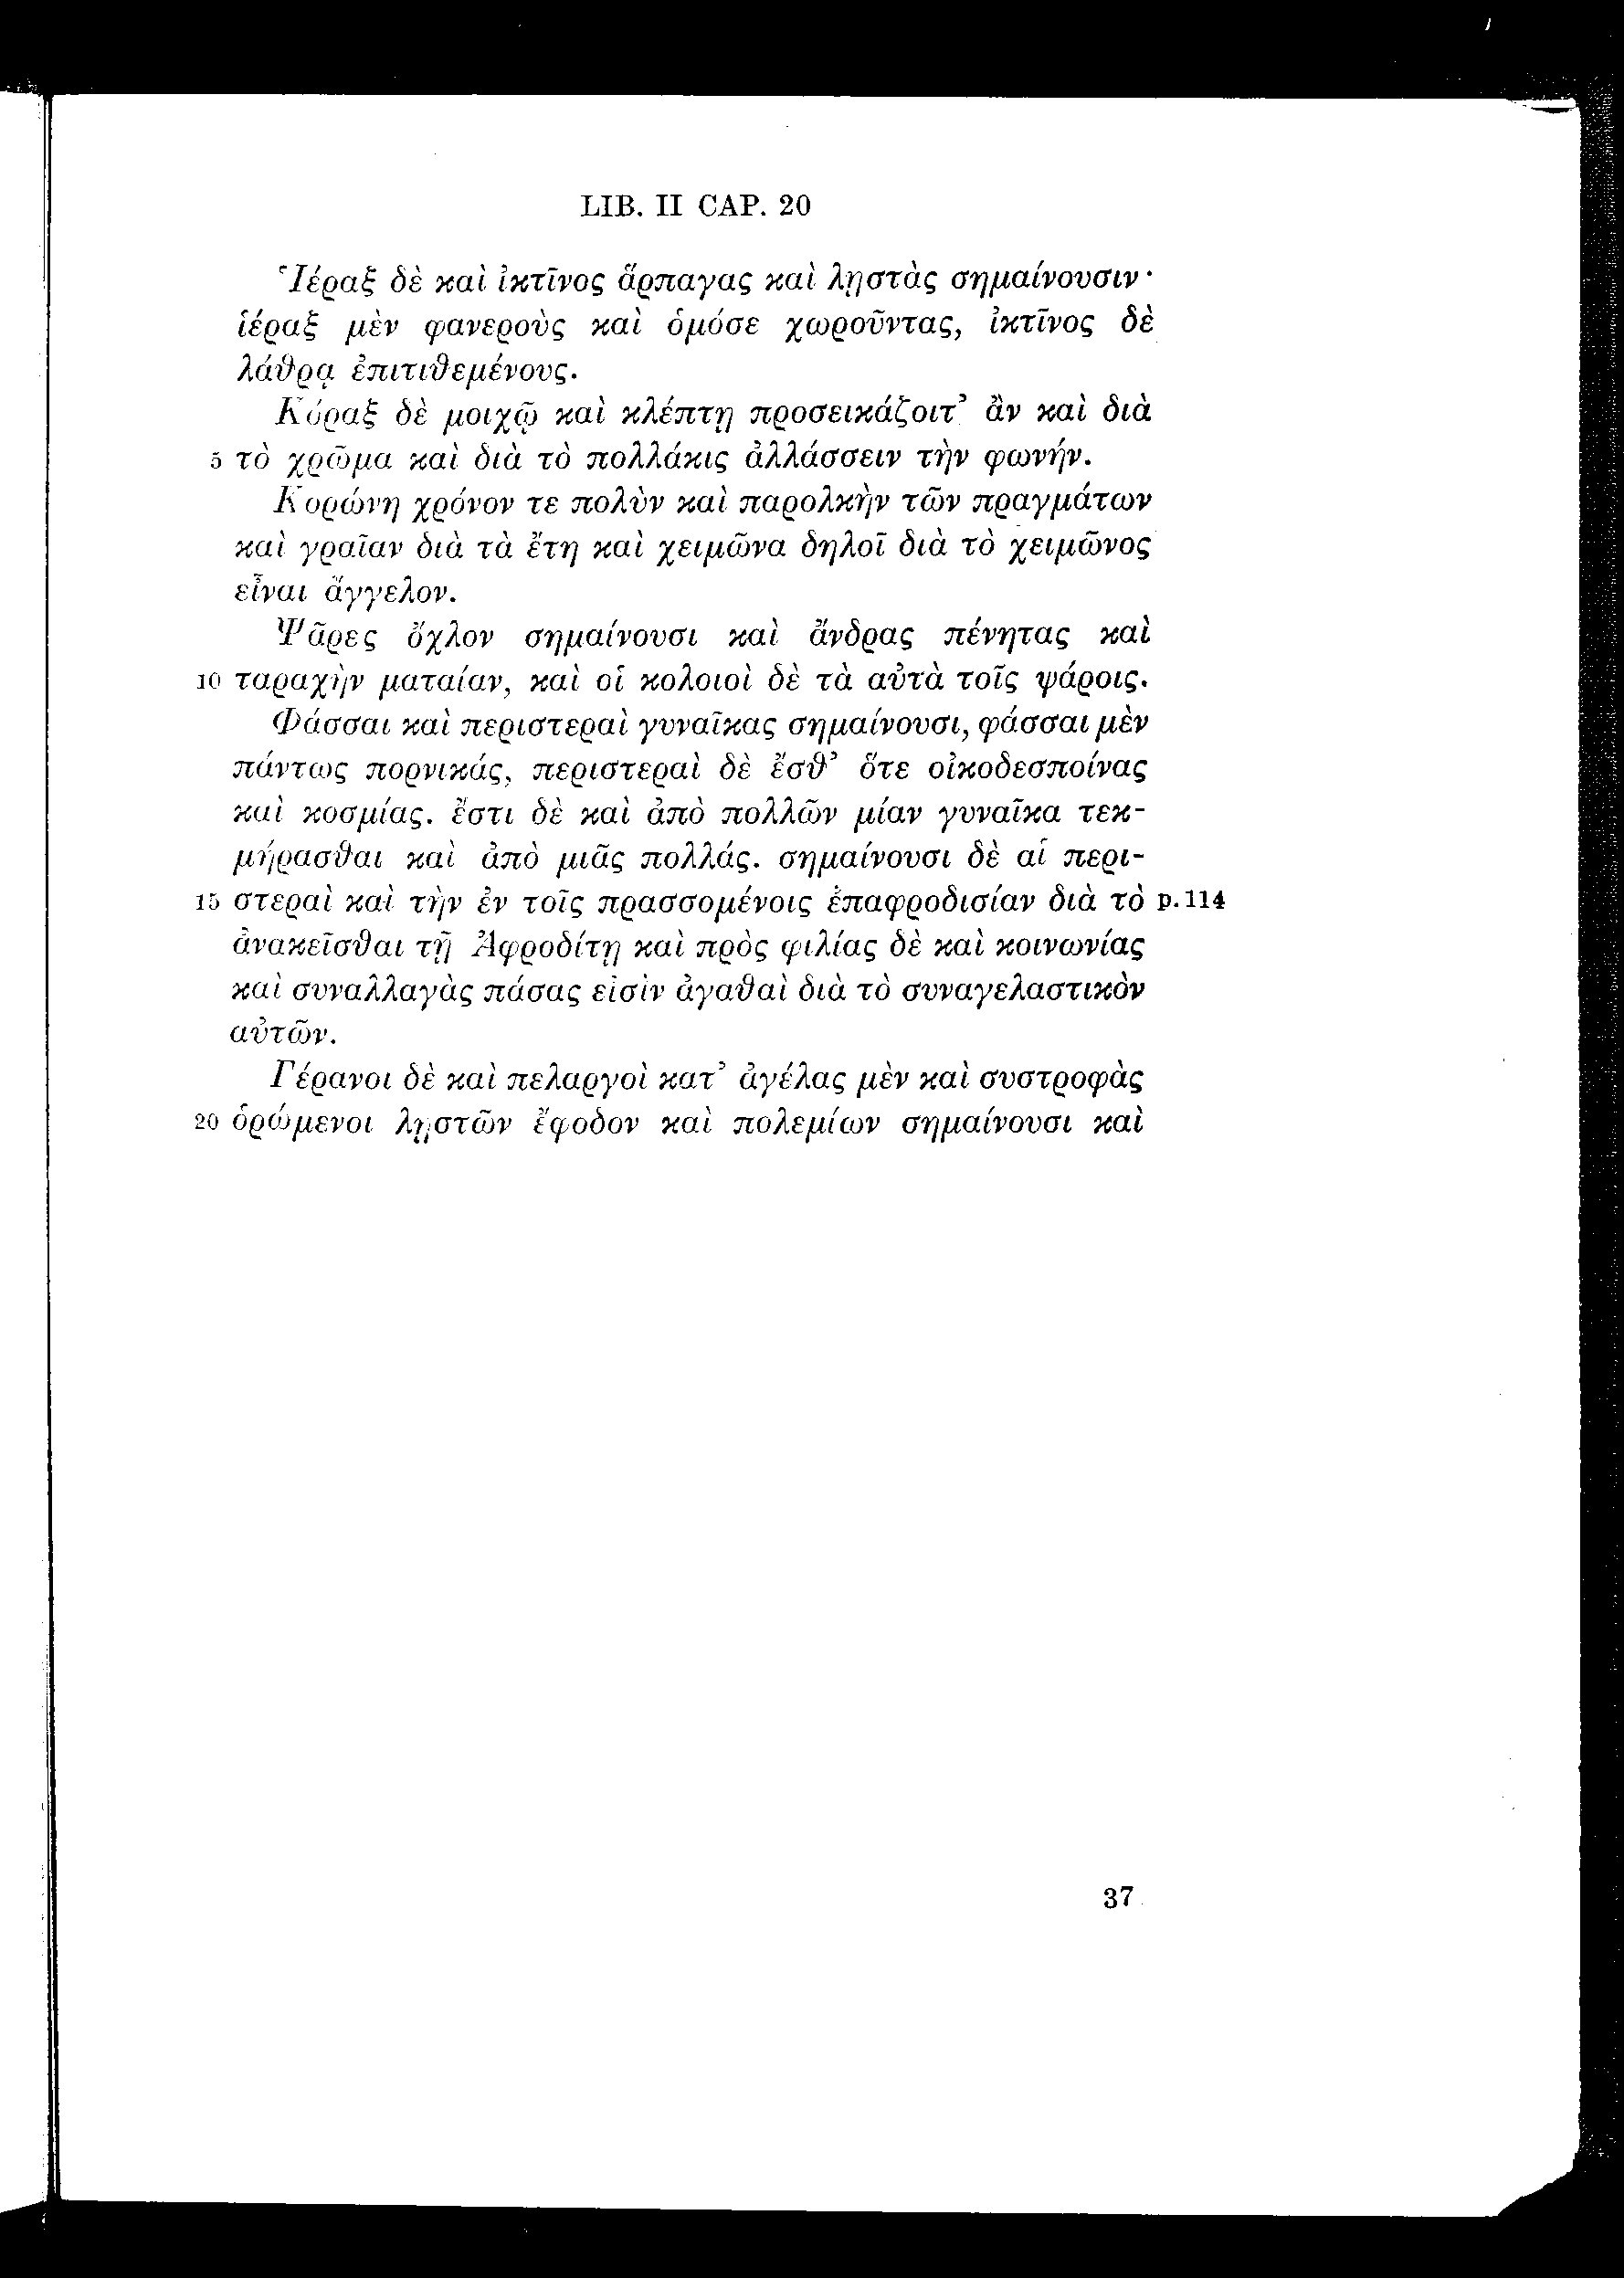 LIB. II CAP. 20
Ἱέραξ δὲ καὶ ἰκτῖνος ἅρπαγας καὶ λῃστὰς σημαίνουσιν·
ἱέραξ μὲν φανεροὺς καὶ ὁμόσε χωροῦντας, ἰκτῖνος δὲ
λάθρᾳ ἐπιτιθεμένους.
Κόραξ δὲ μοιχῷ καὶ κλέπτῃ προσεικάζοιτ' ἂν καὶ διὰ
5 τὸ χρῶμα καὶ διὰ τὸ πολλάκις ἀλλάσσειν τὴν φωνήν.
Κορώνη χρόνον τε πολὺν καὶ παρολκὴν τῶν πραγμάτων
καὶ γραῖαν διὰ τὰ ἔτη καὶ χειμῶνα δηλοῖ διὰ τὸ χειμῶνος
εἶναι ἄγγελον.
Ψᾶρες ὄχλον σημαίνουσι καὶ ἄνδρας πένητας καὶ
10 ταραχὴν ματαίαν, καὶ οἱ κολοιοὶ δὲ τὰ αὐτὰ τοῖς ψάροις.
Φάσσαι καὶ περιστεραὶ γυναῖκας σημαίνουσι, φάσσαι μὲν
πάντως πορνικάς, περιστεραὶ δὲ ἔσθ' ὅτε οἰκοδεσποίνας
καὶ κοσμίας. ἔστι δὲ καὶ ἀπὸ πολλῶν μίαν γυναῖκα τεκ-
μήρασθαι καὶ ἀπὸ μιᾶς πολλάς. σημαίνουσι δὲ αἱ περι-
15 στεραὶ καὶ τὴν ἐν τοῖς πρασσομένοις ἐπαφροδισίαν διὰ τὸ p. 114
ἀνακεῖσθαι τῇ Ἀφροδίτῃ καὶ πρὸς φιλίας δὲ καὶ κοινωνίας
καὶ συναλλαγὰς πάσας εἰσὶν ἀγαθαὶ διὰ τὸ συναγελαστικὸν
αὐτῶν.
Γέρανοι δὲ καὶ πελαργοὶ κατ' ἀγέλας μὲν καὶ συστροφὰς
20 ὁρώμενοι λῃστῶν ἔφοδον καὶ πολεμίων σημαίνουσι καὶ
37